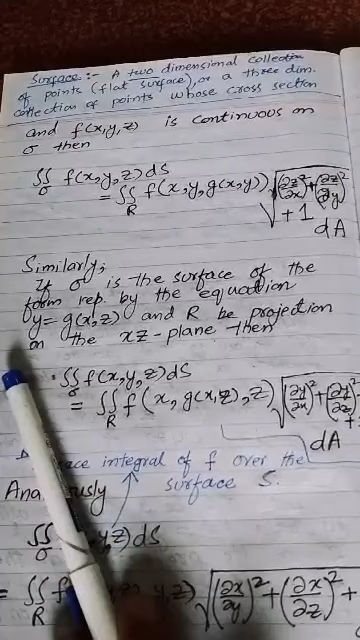 Surface:- A two dimensional collection
of points (flat surface), or a three dim.
collection of points whose cross section
and f(x,y,z) is continuous on
σ then
∬σ f(x,y,z) dS
= ∬R f(x,y,g(x,y)) √((∂z/∂x)²+(∂z/∂y)²
+1
dA
Similarly,
If σ is the surface of the
form rep. by the equation
y=g(x,z) and R be projection
on the xz-plane then
∬σ f(x,y,z) dS
= ∬R f(x, g(x,z), z) √((∂y/∂x)²+(∂y/∂z)²
+
dA
integral of f over the
surface S.
∬σ y,z) dS
= ∬R f y,z) √((∂x/∂y)²+(∂x/∂z)²+